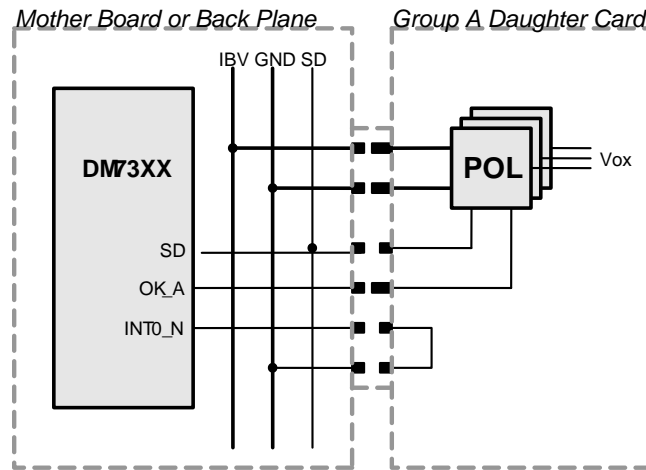 Mother Board or Back Plane
Group A Daughter Card
IBV GND SD
DM73XX
POL
Vox
SD
OK_A
INT0_N